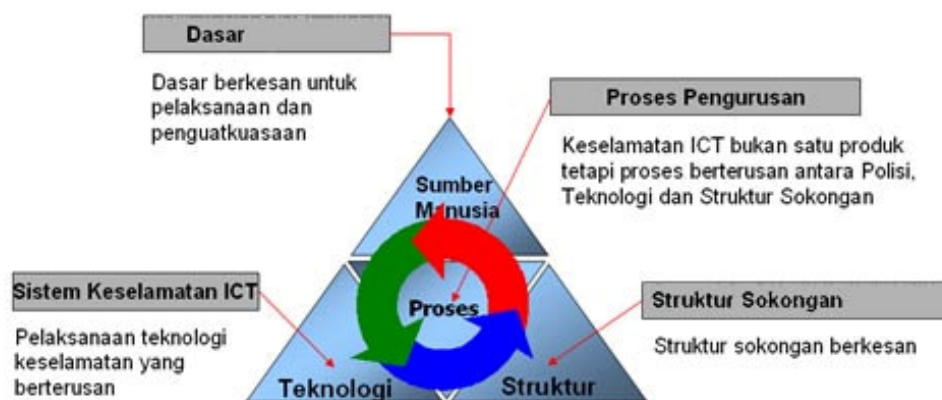 Dasar
Dasar berkesan untuk
pelaksanaan dan
penguatkuasaan
Proses Pengurusan
Keselamatan ICT bukan satu produk
tetapi proses berterusan antara Polisi,
Teknologi dan Struktur Sokongan
Sumber
Manusia
Proses
Sistem Keselamatan ICT
Pelaksanaan teknologi
keselamatan yang
berterusan
Struktur Sokongan
Struktur sokongan berkesan
Teknologi
Struktur